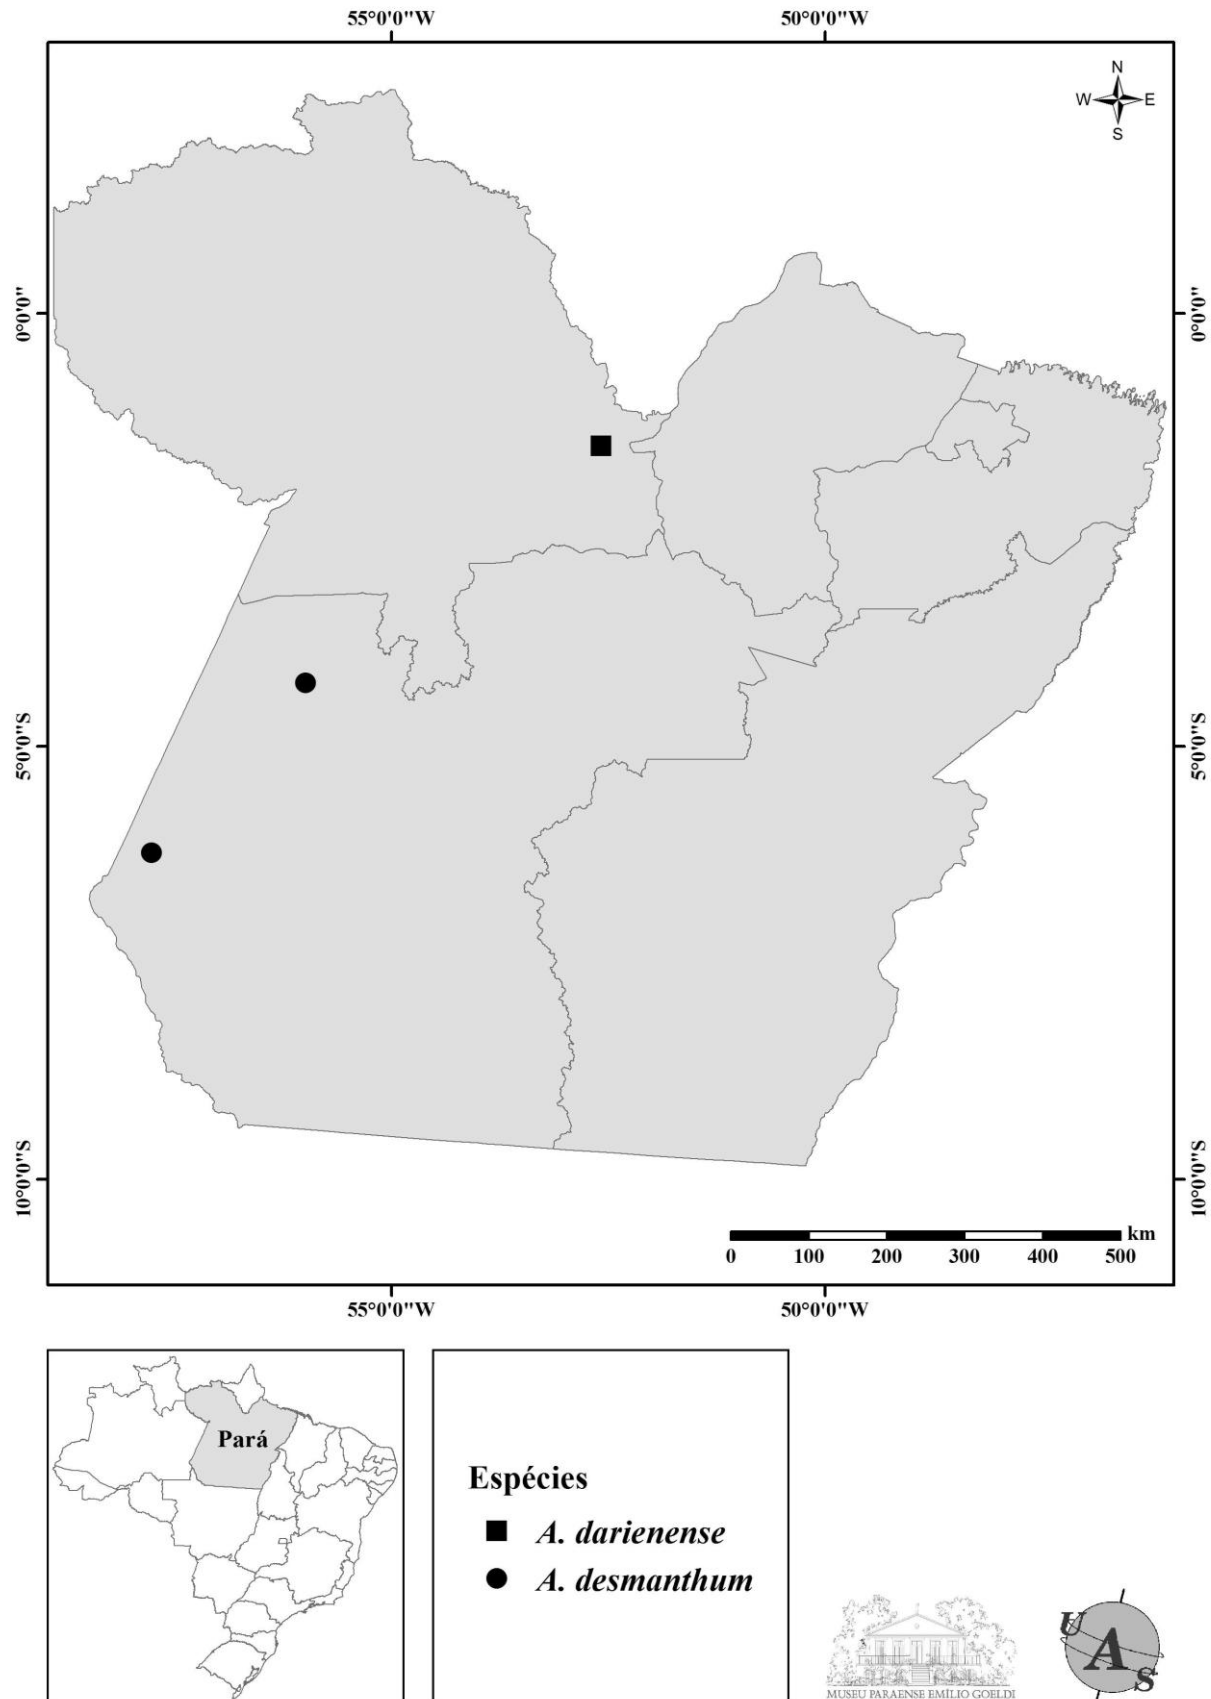 55°0'0"W 50°0'0"W
N
W E
S
0°0'0" 0°0'0"
5°0'0"S 5°0'0"S
10°0'0"S 10°0'0"S
km
0 100 200 300 400 500
55°0'0"W 50°0'0"W
Pará
Espécies
A. darienense
A. desmanthum
MUSEU PARAENSE EMÍLIO GOELDI
U
A
S